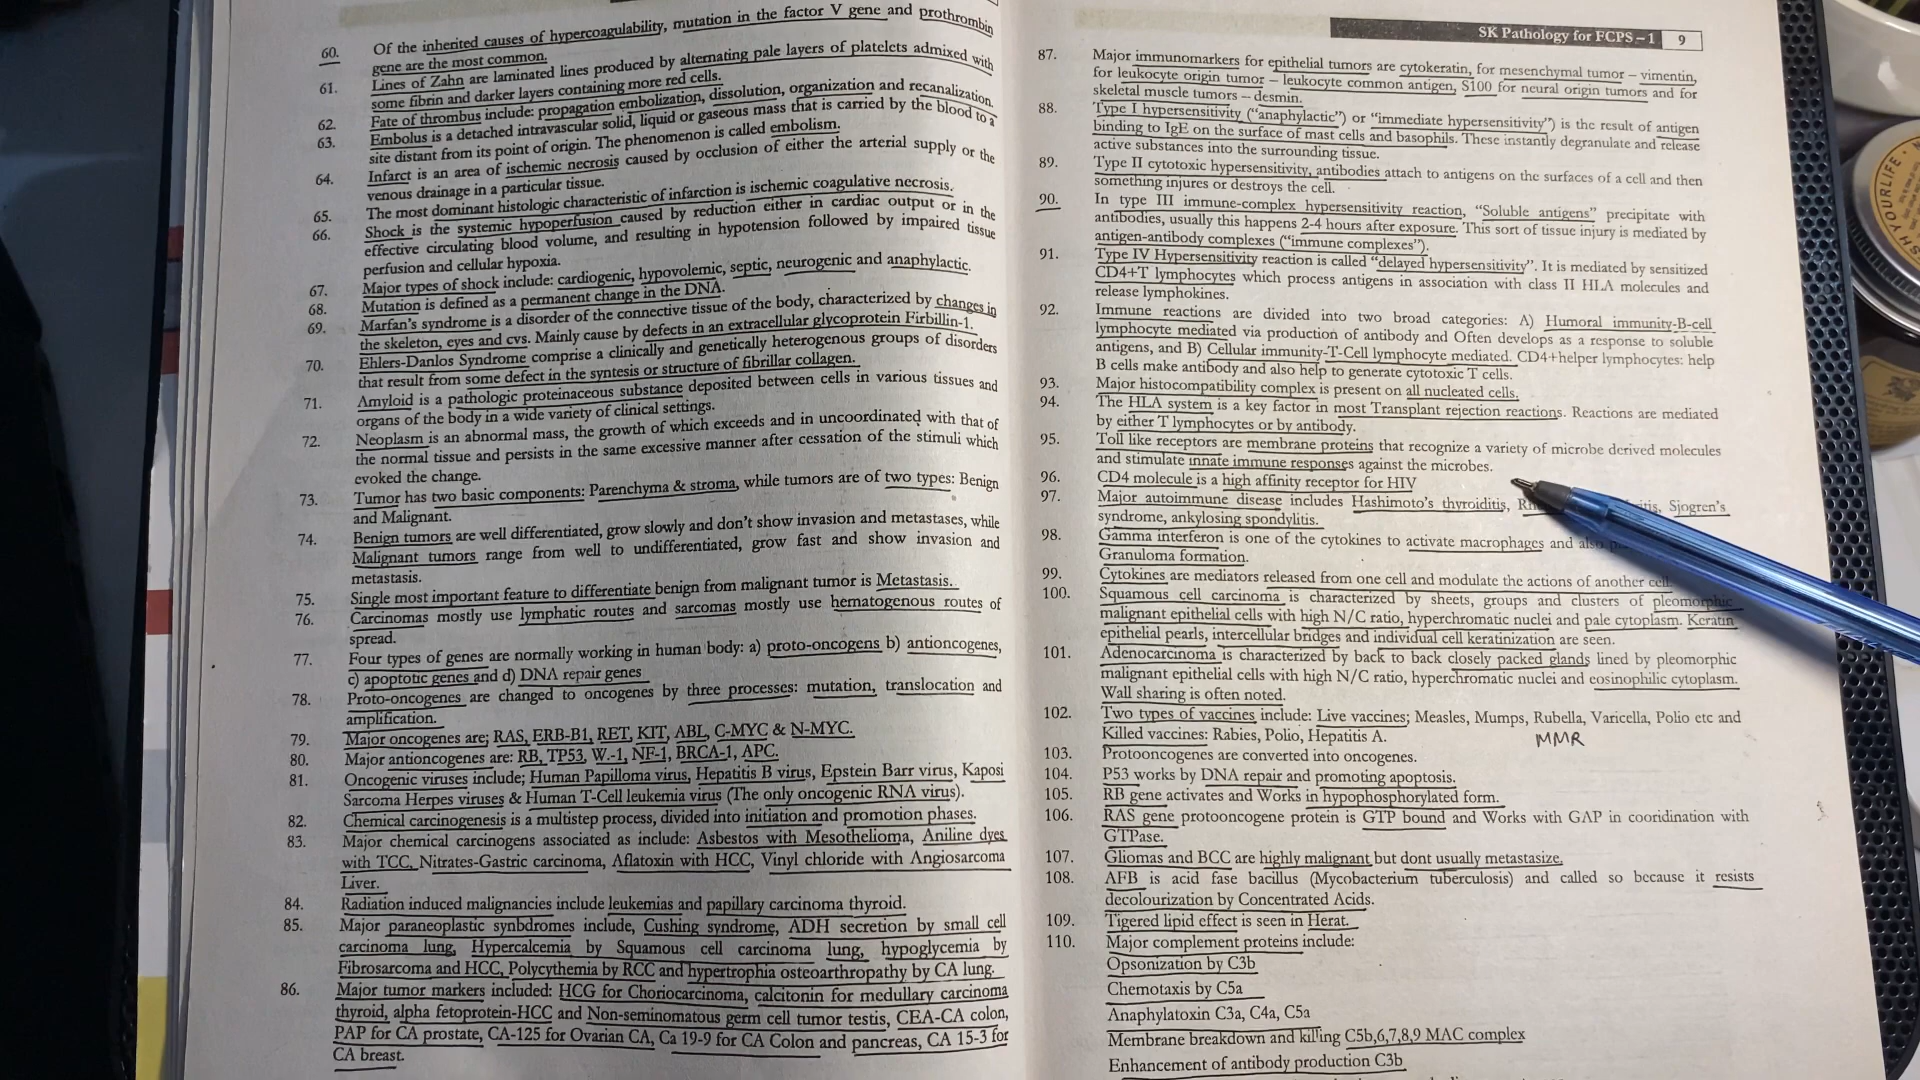 60. Of the inherited causes of hypercoagulability, mutation in the factor V gene and prothrombin
gene are the most common.
61. Lines of Zahn are laminated lines produced by alternating pale layers of platelets admixed with
some fibrin and darker layers containing more red cells.
62. Fate of thrombus include: propagation embolization, dissolution, organization and recanalization.
63. Embolus is a detached intravascular solid, liquid or gaseous mass that is carried by the blood to a
site distant from its point of origin. The phenomenon is called embolism.
64. Infarct is an area of ischemic necrosis caused by occlusion of either the arterial supply or the
venous drainage in a particular tissue.
65. The most dominant histologic characteristic of infarction is ischemic coagulative necrosis.
66. Shock is the systemic hypoperfusion caused by reduction either in cardiac output or in the
effective circulating blood volume, and resulting in hypotension followed by impaired tissue
perfusion and cellular hypoxia.
67. Major types of shock include: cardiogenic, hypovolemic, septic, neurogenic and anaphylactic.
68. Mutation is defined as a permanent change in the DNA.
69. Marfan's syndrome is a disorder of the connective tissue of the body, characterized by changes in
the skeleton, eyes and cvs. Mainly cause by defects in an extracellular glycoprotein Firbillin-1.
70. Ehlers-Danlos Syndrome comprise a clinically and genetically heterogenous groups of disorders
that result from some defect in the syntesis or structure of fibrillar collagen.
71. Amyloid is a pathologic proteinaceous substance deposited between cells in various tissues and
organs of the body in a wide variety of clinical settings.
72. Neoplasm is an abnormal mass, the growth of which exceeds and in uncoordinated with that of
the normal tissue and persists in the same excessive manner after cessation of the stimuli which
evoked the change.
73. Tumor has two basic components: Parenchyma & stroma, while tumors are of two types: Benign
and Malignant.
74. Benign tumors are well differentiated, grow slowly and don't show invasion and metastases, while
Malignant tumors range from well to undifferentiated, grow fast and show invasion and
metastasis.
75. Single most important feature to differentiate benign from malignant tumor is Metastasis.
76. Carcinomas mostly use lymphatic routes and sarcomas mostly use hematogenous routes of
spread.
77. Four types of genes are normally working in human body: a) proto-oncogens b) antioncogenes,
c) apoptotic genes and d) DNA repair genes
78. Proto-oncogenes are changed to oncogenes by three processes: mutation, translocation and
amplification.
79. Major oncogenes are; RAS, ERB-B1, RET, KIT, ABL, C-MYC & N-MYC.
80. Major antioncogenes are: RB, TP53, W.-1, NF-1, BRCA-1, APC.
81. Oncogenic viruses include; Human Papilloma virus, Hepatitis B virus, Epstein Barr virus, Kaposi
Sarcoma Herpes viruses & Human T-Cell leukemia virus (The only oncogenic RNA virus).
82. Chemical carcinogenesis is a multistep process, divided into initiation and promotion phases.
83. Major chemical carcinogens associated as include: Asbestos with Mesothelioma, Aniline dyes
with TCC, Nitrates-Gastric carcinoma, Aflatoxin with HCC, Vinyl chloride with Angiosarcoma
Liver.
84. Radiation induced malignancies include leukemias and papillary carcinoma thyroid.
85. Major paraneoplastic synbdromes include, Cushing syndrome, ADH secretion by small cell
carcinoma lung, Hypercalcemia by Squamous cell carcinoma lung, hypoglycemia by
Fibrosarcoma and HCC, Polycythemia by RCC and hypertrophia osteoarthropathy by CA lung.
86. Major tumor markers included: HCG for Choriocarcinoma, calcitonin for medullary carcinoma
thyroid, alpha fetoprotein-HCC and Non-seminomatous germ cell tumor testis, CEA-CA colon,
PAP for CA prostate, CA-125 for Ovarian CA, Ca 19-9 for CA Colon and pancreas, CA 15-3 for
CA breast.
SK Pathology for FCPS – 1 9
87. Major immunomarkers for epithelial tumors are cytokeratin, for mesenchymal tumor – vimentin,
for leukocyte origin tumor – leukocyte common antigen, S100 for neural origin tumors and for
skeletal muscle tumors – desmin.
88. Type I hypersensitivity ("anaphylactic") or "immediate hypersensitivity") is the result of antigen
binding to IgE on the surface of mast cells and basophils. These instantly degranulate and release
active substances into the surrounding tissue.
89. Type II cytotoxic hypersensitivity, antibodies attach to antigens on the surfaces of a cell and then
something injures or destroys the cell.
90. In type III immune-complex hypersensitivity reaction, "Soluble antigens" precipitate with
antibodies, usually this happens 2-4 hours after exposure. This sort of tissue injury is mediated by
antigen-antibody complexes ("immune complexes").
91. Type IV Hypersensitivity reaction is called "delayed hypersensitivity". It is mediated by sensitized
CD4+T lymphocytes which process antigens in association with class II HLA molecules and
release lymphokines.
92. Immune reactions are divided into two broad categories: A) Humoral immunity-B-cell
lymphocyte mediated via production of antibody and Often develops as a response to soluble
antigens, and B) Cellular immunity-T-Cell lymphocyte mediated. CD4+helper lymphocytes: help
B cells make antibody and also help to generate cytotoxic T cells.
93. Major histocompatibility complex is present on all nucleated cells.
94. The HLA system is a key factor in most Transplant rejection reactions. Reactions are mediated
by either T lymphocytes or by antibody.
95. Toll like receptors are membrane proteins that recognize a variety of microbe derived molecules
and stimulate innate immune responses against the microbes.
96. CD4 molecule is a high affinity receptor for HIV
97. Major autoimmune disease includes Hashimoto's thyroiditis, Sjogren's
syndrome, ankylosing spondylitis.
98. Gamma interferon is one of the cytokines to activate macrophages and also
Granuloma formation.
99. Cytokines are mediators released from one cell and modulate the actions of another cell.
100. Squamous cell carcinoma is characterized by sheets, groups and clusters of pleomorphic
malignant epithelial cells with high N/C ratio, hyperchromatic nuclei and pale cytoplasm. Keratin
epithelial pearls, intercellular bridges and individual cell keratinization are seen.
101. Adenocarcinoma is characterized by back to back closely packed glands lined by pleomorphic
malignant epithelial cells with high N/C ratio, hyperchromatic nuclei and eosinophilic cytoplasm.
Wall sharing is often noted.
102. Two types of vaccines include: Live vaccines; Measles, Mumps, Rubella, Varicella, Polio etc and
Killed vaccines: Rabies, Polio, Hepatitis A.
MMR
103. Protooncogenes are converted into oncogenes.
104. P53 works by DNA repair and promoting apoptosis.
105. RB gene activates and Works in hypophosphorylated form.
106. RAS gene protooncogene protein is GTP bound and Works with GAP in cooridination with
GTPase.
107. Gliomas and BCC are highly malignant but dont usually metastasize.
108. AFB is acid fase bacillus (Mycobacterium tuberculosis) and called so because it resists
decolourization by Concentrated Acids.
109. Tigered lipid effect is seen in Herat.
110. Major complement proteins include:
Opsonization by C3b
Chemotaxis by C5a
Anaphylatoxin C3a, C4a, C5a
Membrane breakdown and killing C5b,6,7,8,9 MAC complex
Enhancement of antibody production C3b